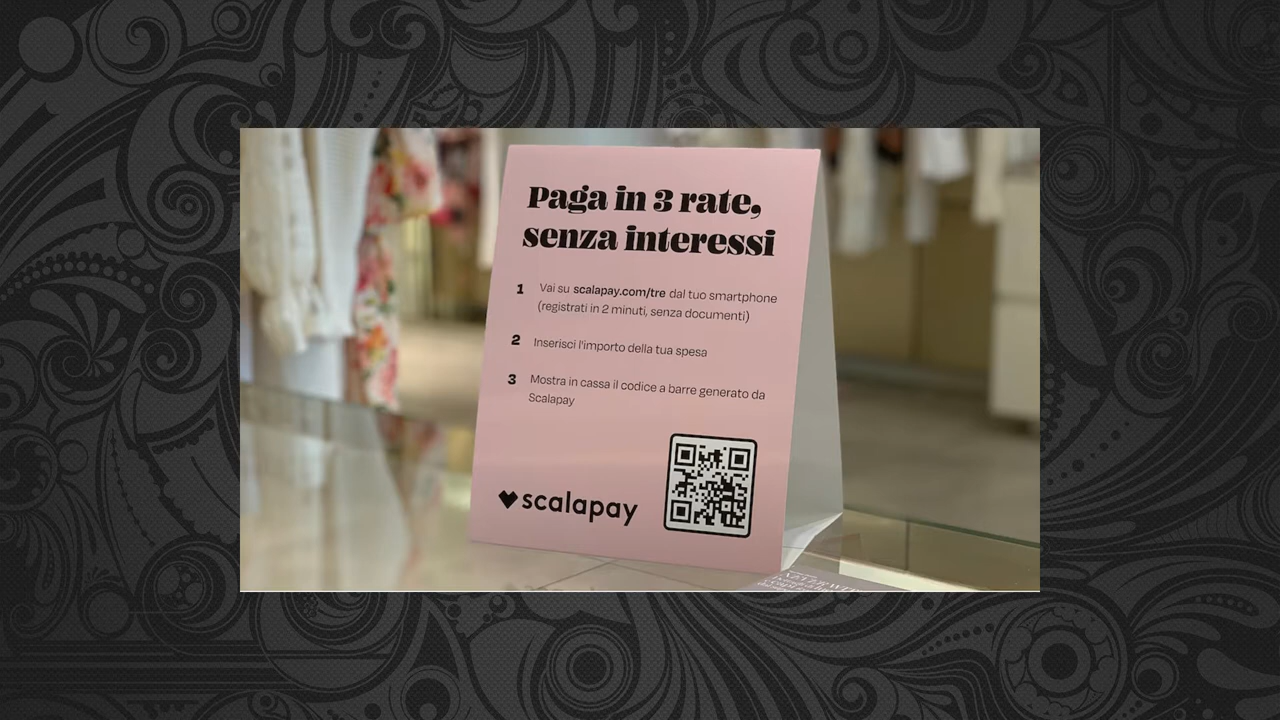 Paga in 3 rate,
senza interessi
1 Vai su scalapay.com/tre dal tuo smartphone
(registrati in 2 minuti, senza documenti)
2 Inserisci l'importo della tua spesa
3 Mostra in cassa il codice a barre generato da
Scalapay
scalapay